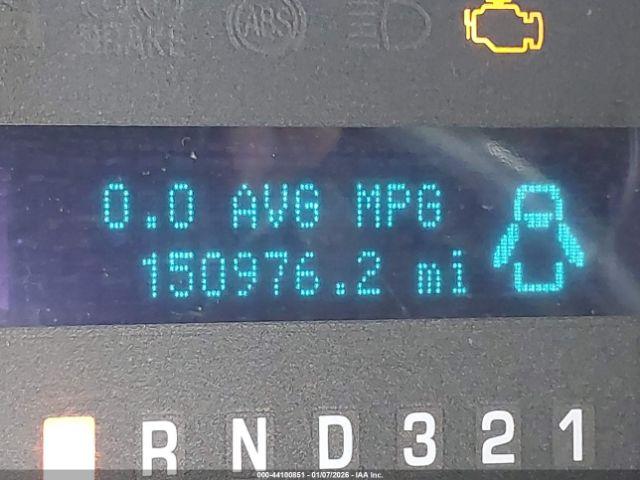 BRAKE
ABS
0.0 AVG MPG
150976.2 mi
R N D 3 2 1
000-44100851 - 01/07/2026 - IAA Inc.